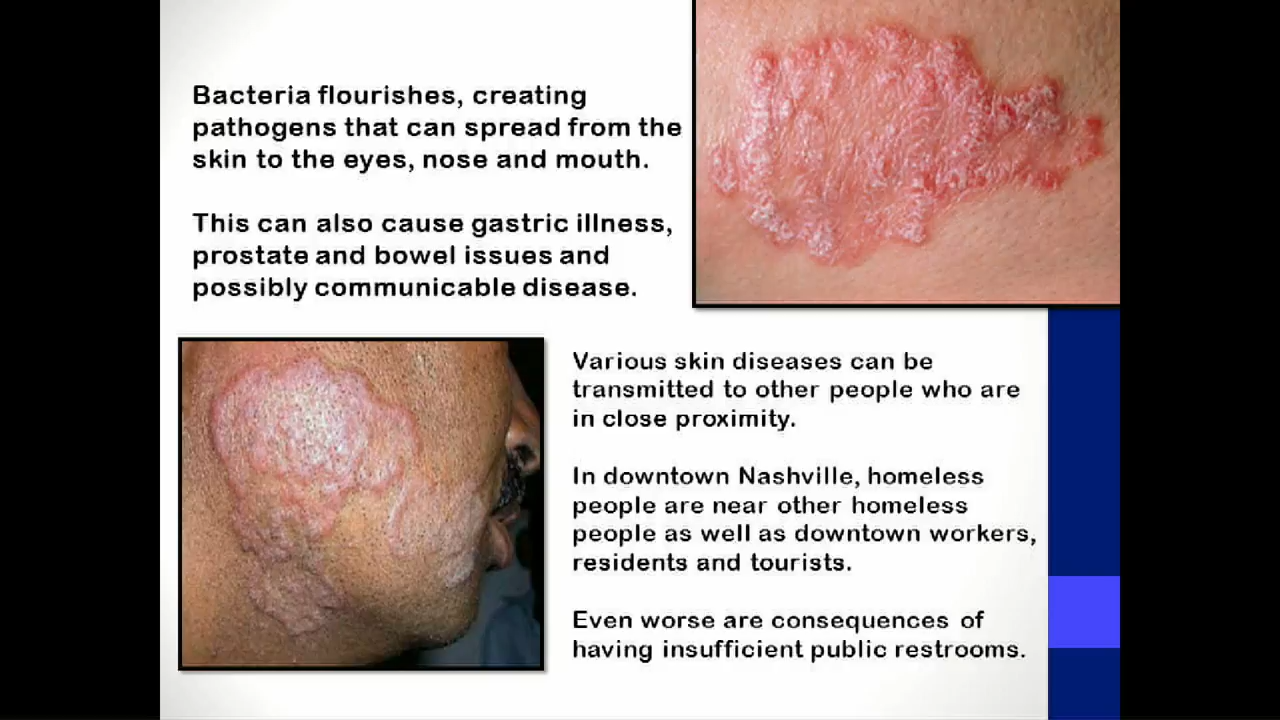 Bacteria flourishes, creating
pathogens that can spread from the
skin to the eyes, nose and mouth.
This can also cause gastric illness,
prostate and bowel issues and
possibly communicable disease.
Various skin diseases can be
transmitted to other people who are
in close proximity.
In downtown Nashville, homeless
people are near other homeless
people as well as downtown workers,
residents and tourists.
Even worse are consequences of
having insufficient public restrooms.